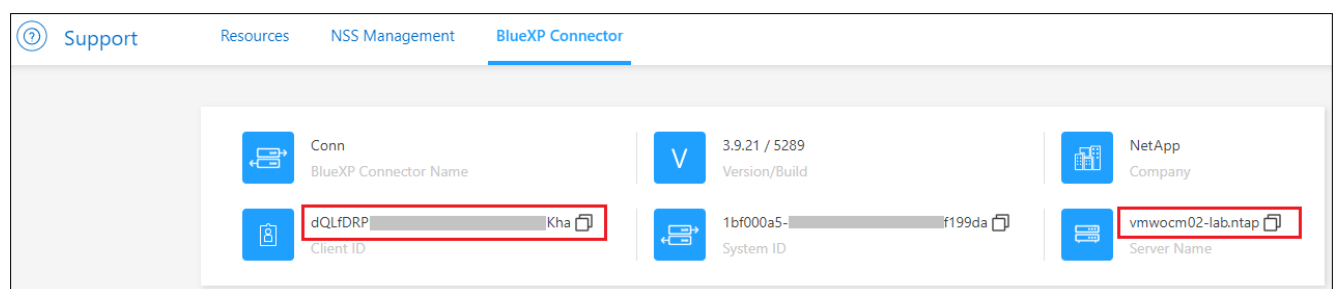 Support Resources NSS Management BlueXP Connector
Conn
BlueXP Connector Name
V
3.9.21 / 5289
Version/Build
NetApp
Company
dQLfDRP Kha
Client ID
1bf000a5- f199da
System ID
vmwocm02-lab.ntap
Server Name